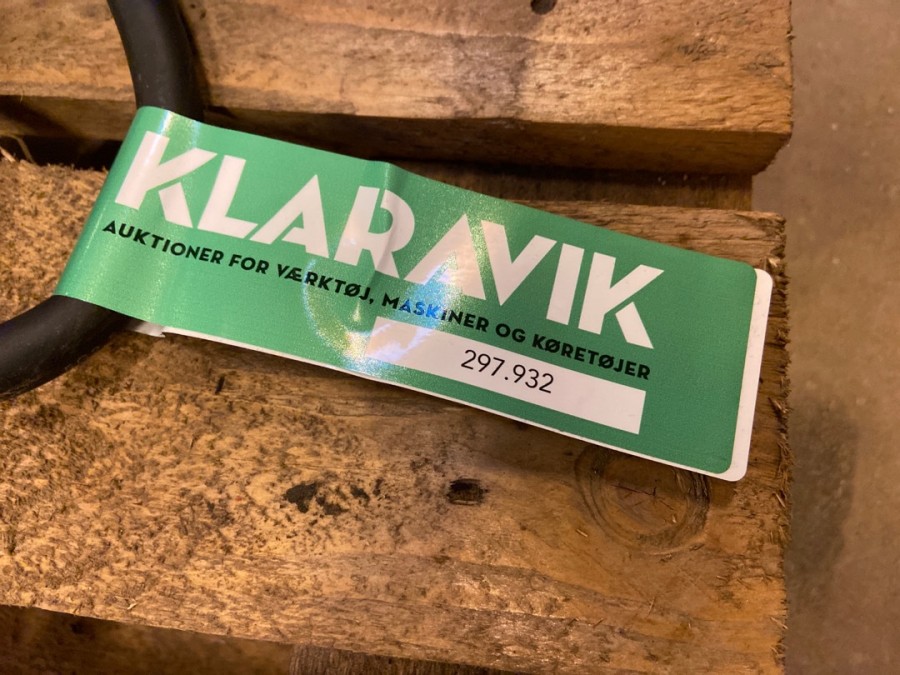 KLARAVIK
AUKTIONER FOR VÆRKTØJ, MASKINER OG KØRETØJER
297.932